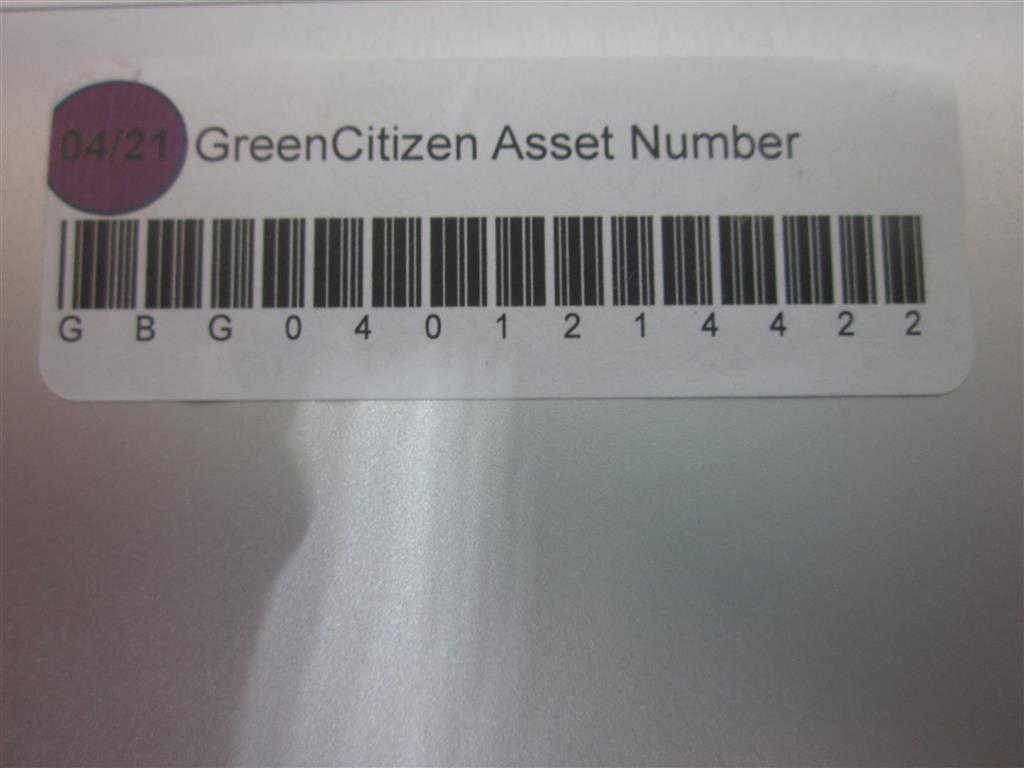 04/21 GreenCitizen Asset Number
G B G 0 4 0 1 2 1 4 4 2 2